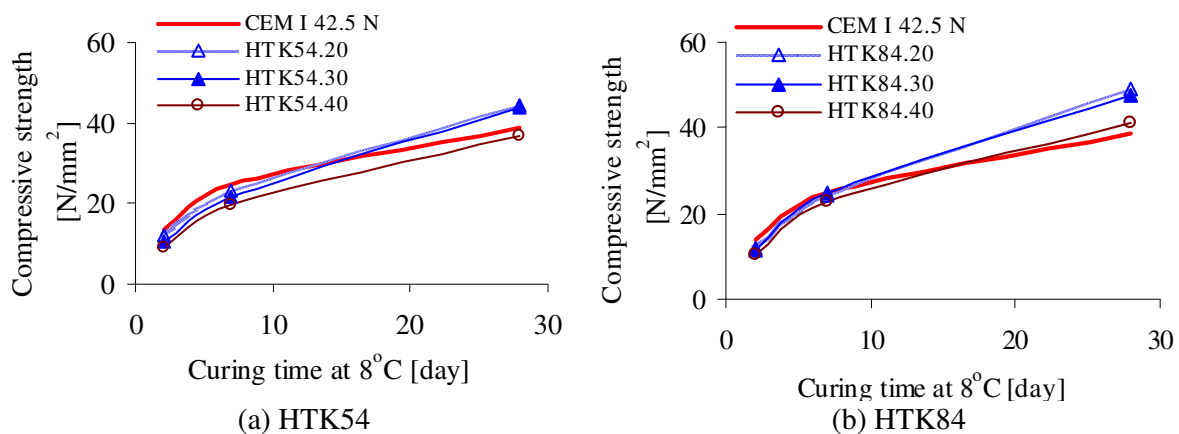 CEM I 42.5 N
HTK54.20
HTK54.30
HTK54.40
60
40
20
0
Compressive strength
[N/mm²]
0 10 20 30
Curing time at 8°C [day]
(a) HTK54
CEM I 42.5 N
HTK84.20
HTK84.30
HTK84.40
60
40
20
0
Compressive strength
[N/mm²]
0 10 20 30
Curing time at 8°C [day]
(b) HTK84